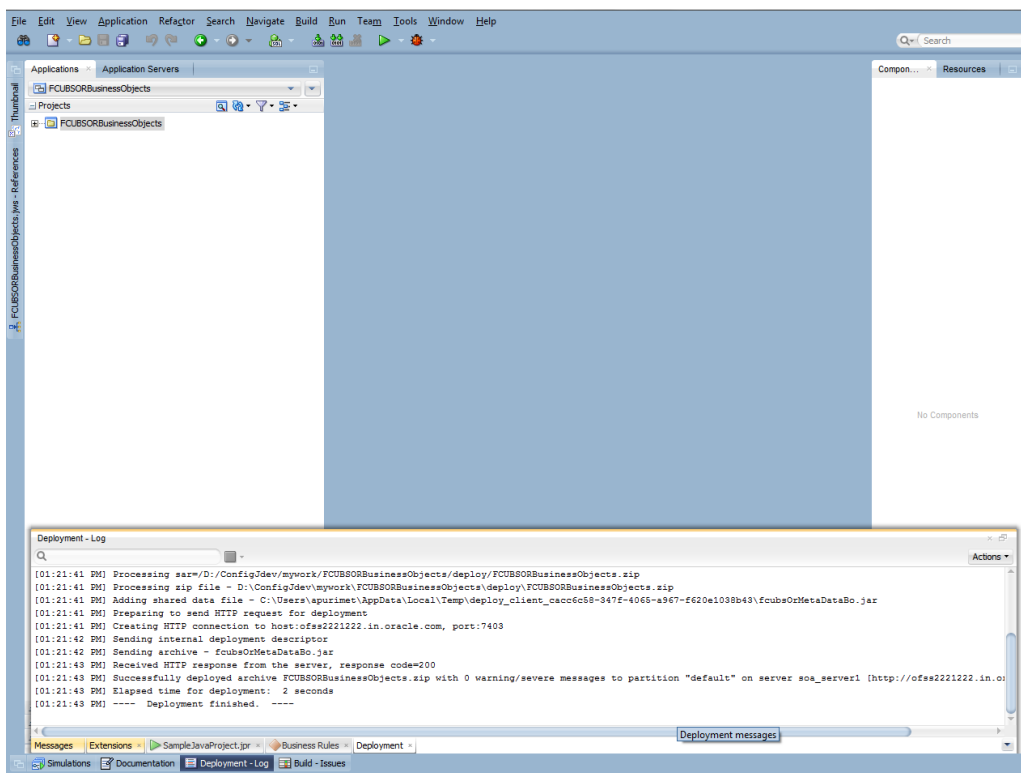 File Edit View Application Refactor Search Navigate Build Run Team Tools Window Help
Search
Applications × Application Servers
Compon... × Resources
Thumbnail
FCUBSORBusinessObjects
Projects
FCUBSORBusinessObjects
FCUBSORBusinessObjects.jws - References
No Components
Deployment - Log
Actions
[01:21:41 PM] Processing sar=/D:/ConfigJdev/mywork/FCUBSORBusinessObjects/deploy/FCUBSORBusinessObjects.zip
[01:21:41 PM] Processing zip file - D:\ConfigJdev\mywork\FCUBSORBusinessObjects\deploy\FCUBSORBusinessObjects.zip
[01:21:41 PM] Adding shared data file - C:\Users\apurimet\AppData\Local\Temp\deploy_client_cacc6c58-347f-4065-a967-f620e1038b43\fcubsOrMetaDataBo.jar
[01:21:41 PM] Preparing to send HTTP request for deployment
[01:21:41 PM] Creating HTTP connection to host:ofss2221222.in.oracle.com, port:7403
[01:21:42 PM] Sending internal deployment descriptor
[01:21:42 PM] Sending archive - fcubsOrMetaDataBo.jar
[01:21:43 PM] Received HTTP response from the server, response code=200
[01:21:43 PM] Successfully deployed archive FCUBSORBusinessObjects.zip with 0 warning/severe messages to partition "default" on server soa_server1 [http://ofss2221222.in.o
[01:21:43 PM] Elapsed time for deployment: 2 seconds
[01:21:43 PM] ---- Deployment finished. ----
Deployment messages
Messages Extensions × SampleJavaProject.jpr × Business Rules × Deployment ×
Simulations Documentation Deployment - Log Build - Issues